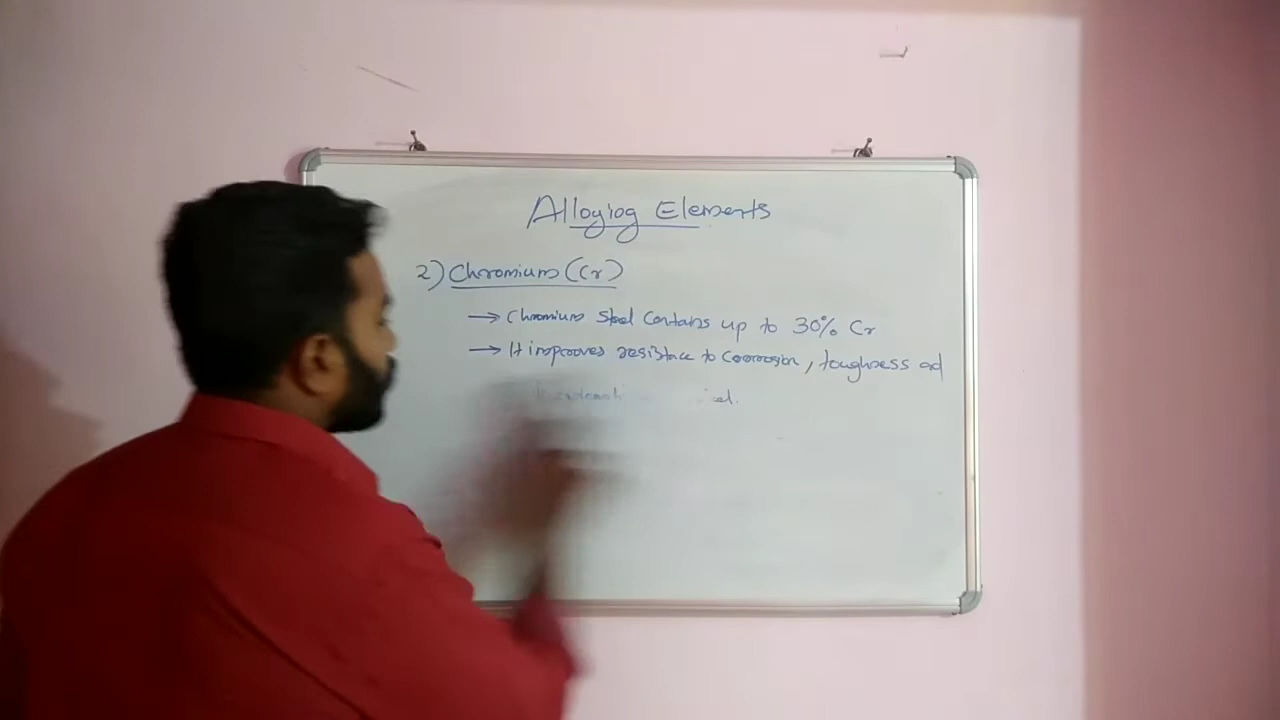 Alloying Elements
2) Chromium (Cr)
→ Chromium Steel Contains up to 30% Cr
→ It improves resistance to Corrosion, toughness and